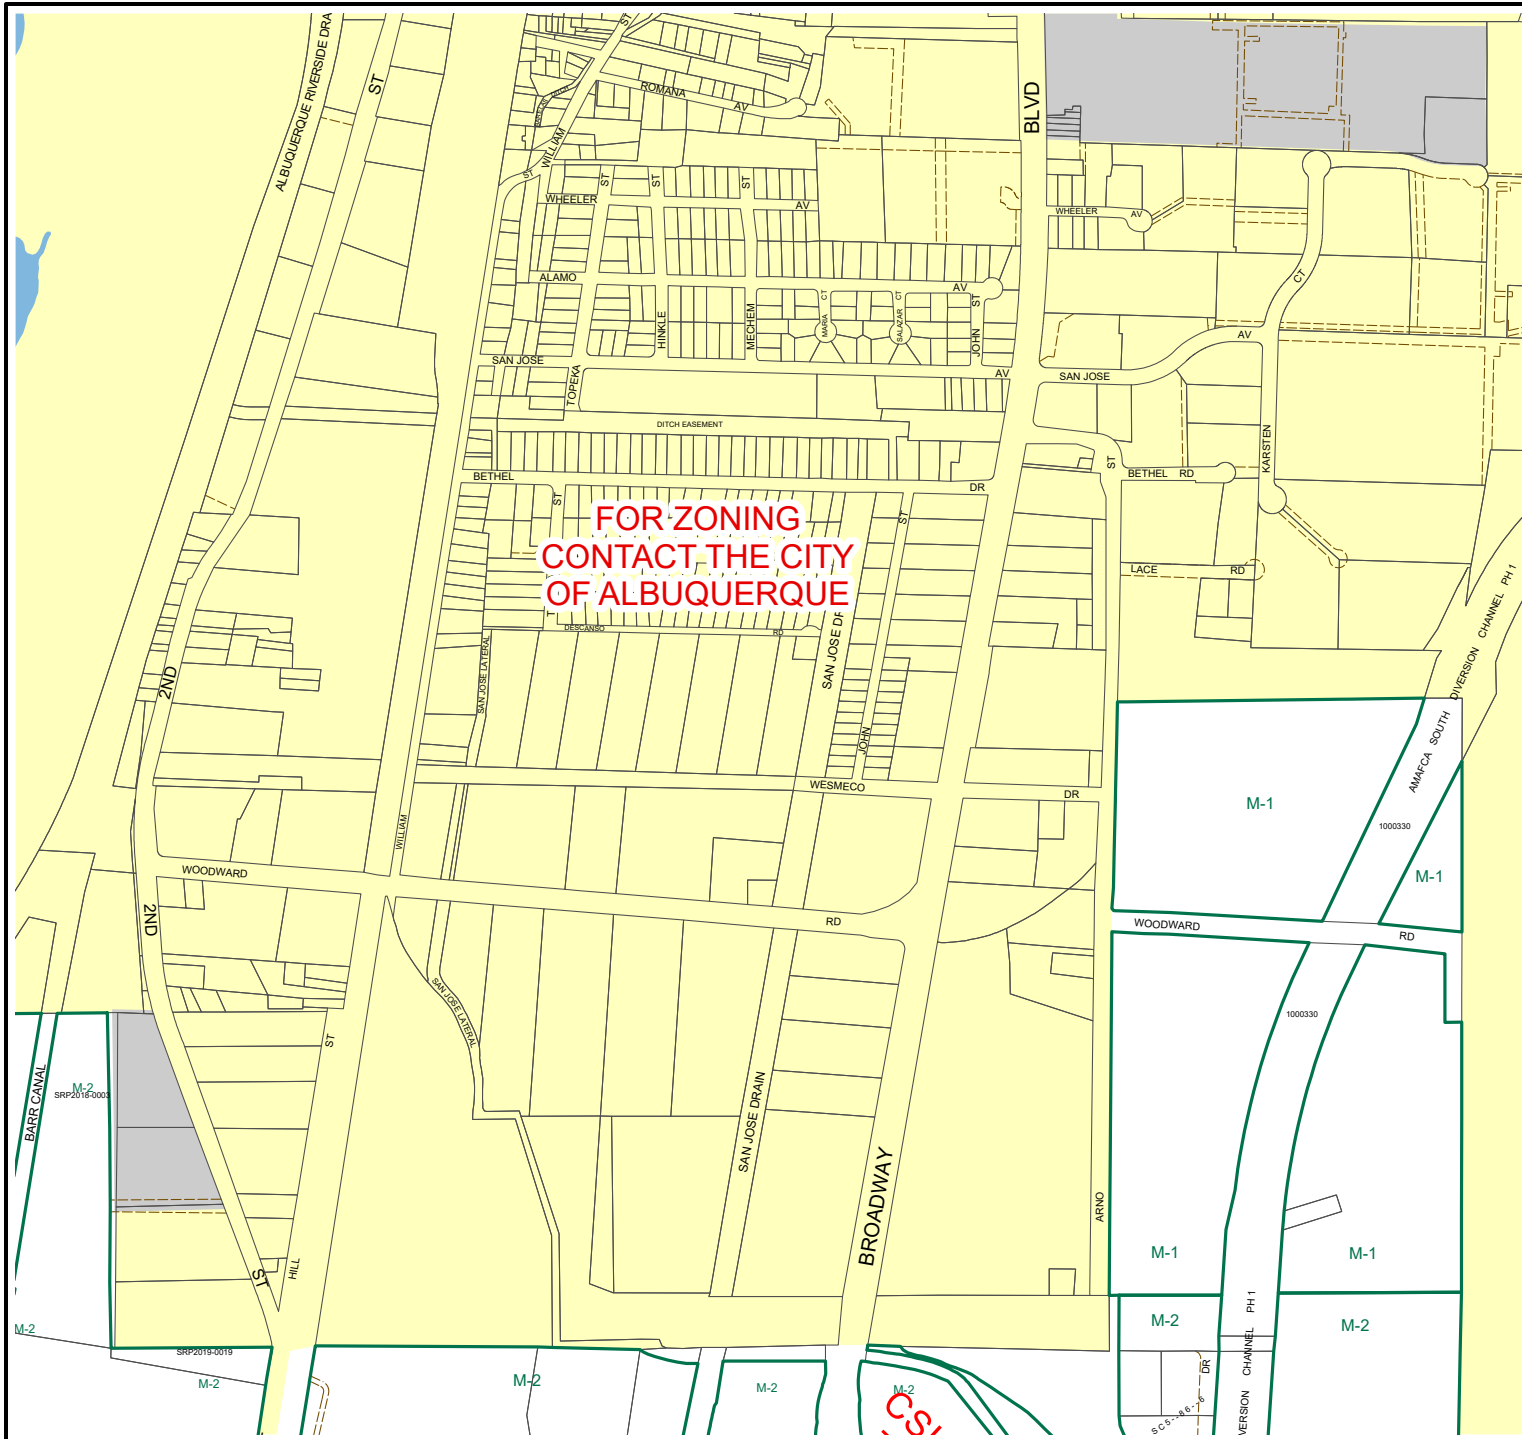 ALBUQUERQUE RIVERSIDE DRA
ST
ST
BLVD
ROMANA
AV
WILLIAM
ST
ST
ST
ST
WHEELER
AV
WHEELER
AV
ALAMO
AV
CT
MARIA
CT
SALAZAR
CT
ST
JOHN
HINKLE
MECHEM
AV
SAN JOSE
AV
SAN JOSE
TOPEKA
DITCH EASEMENT
KARSTEN
BETHEL
DR
ST
BETHEL
RD
ST
ST
FOR ZONING
CONTACT THE CITY
OF ALBUQUERQUE
LACE
RD
DESCANSO
RD
SAN JOSE DR
SAN JOSE LATERAL
2ND
JOHN
AMAFCA SOUTH DIVERSION CHANNEL PH 1
WESMECO
DR
M-1
1000330
WILLIAM
M-1
WOODWARD
RD
2ND
WOODWARD
RD
SAN JOSE LATERAL
1000330
ST
BARR CANAL
M-2
SRP2018-0003
SAN JOSE DRAIN
BROADWAY
ARNO
M-1
M-1
HILL
ST
M-2
M-2
M-2
SRP2019-0019
M-2
M-2
M-2
M-2
DR
VERSION CHANNEL PH 1